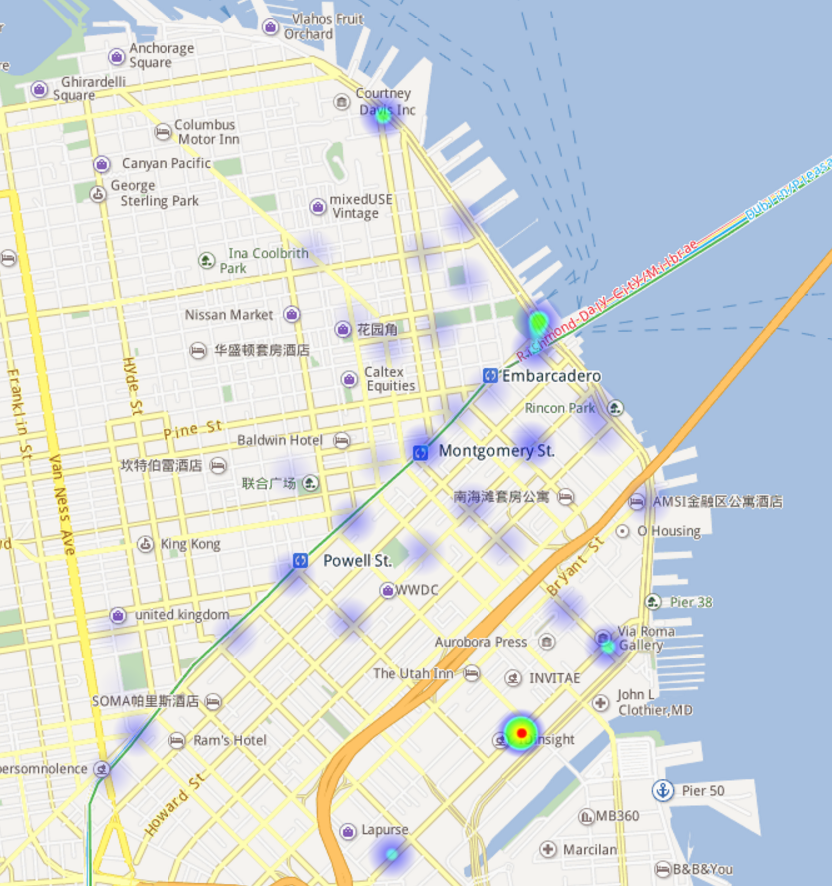 Vlahos Fruit
Orchard
Anchorage
Square
Ghirardelli
Square
Courtney
Davis Inc
Columbus
Motor Inn
Canyan Pacific
George
Sterling Park
mixedUSE
Vintage
Ina Coolbrith
Park
Nissan Market
花园角
华盛顿套房酒店
Richmond-Daly-City/Millbrae
Dublin/Pleasa
Embarcadero
Caltex
Equities
Hyde St
Franklin St
Rincon Park
Pine St
Baldwin Hotel
Montgomery St.
坎特伯雷酒店
联合广场
Van Ness Ave
南海滩套房公寓
AMSI金融区公寓酒店
O Housing
King Kong
Powell St.
Bryant St
WWDC
Pier 38
united kingdom
Via Roma
Gallery
Aurobora Press
The Utah Inn
INVITAE
SOMA帕里斯酒店
John L
Clothier,MD
Ram's Hotel
persomnolence
Howard St
Pier 50
MB360
Lapurse
Marcilan
B&B&You